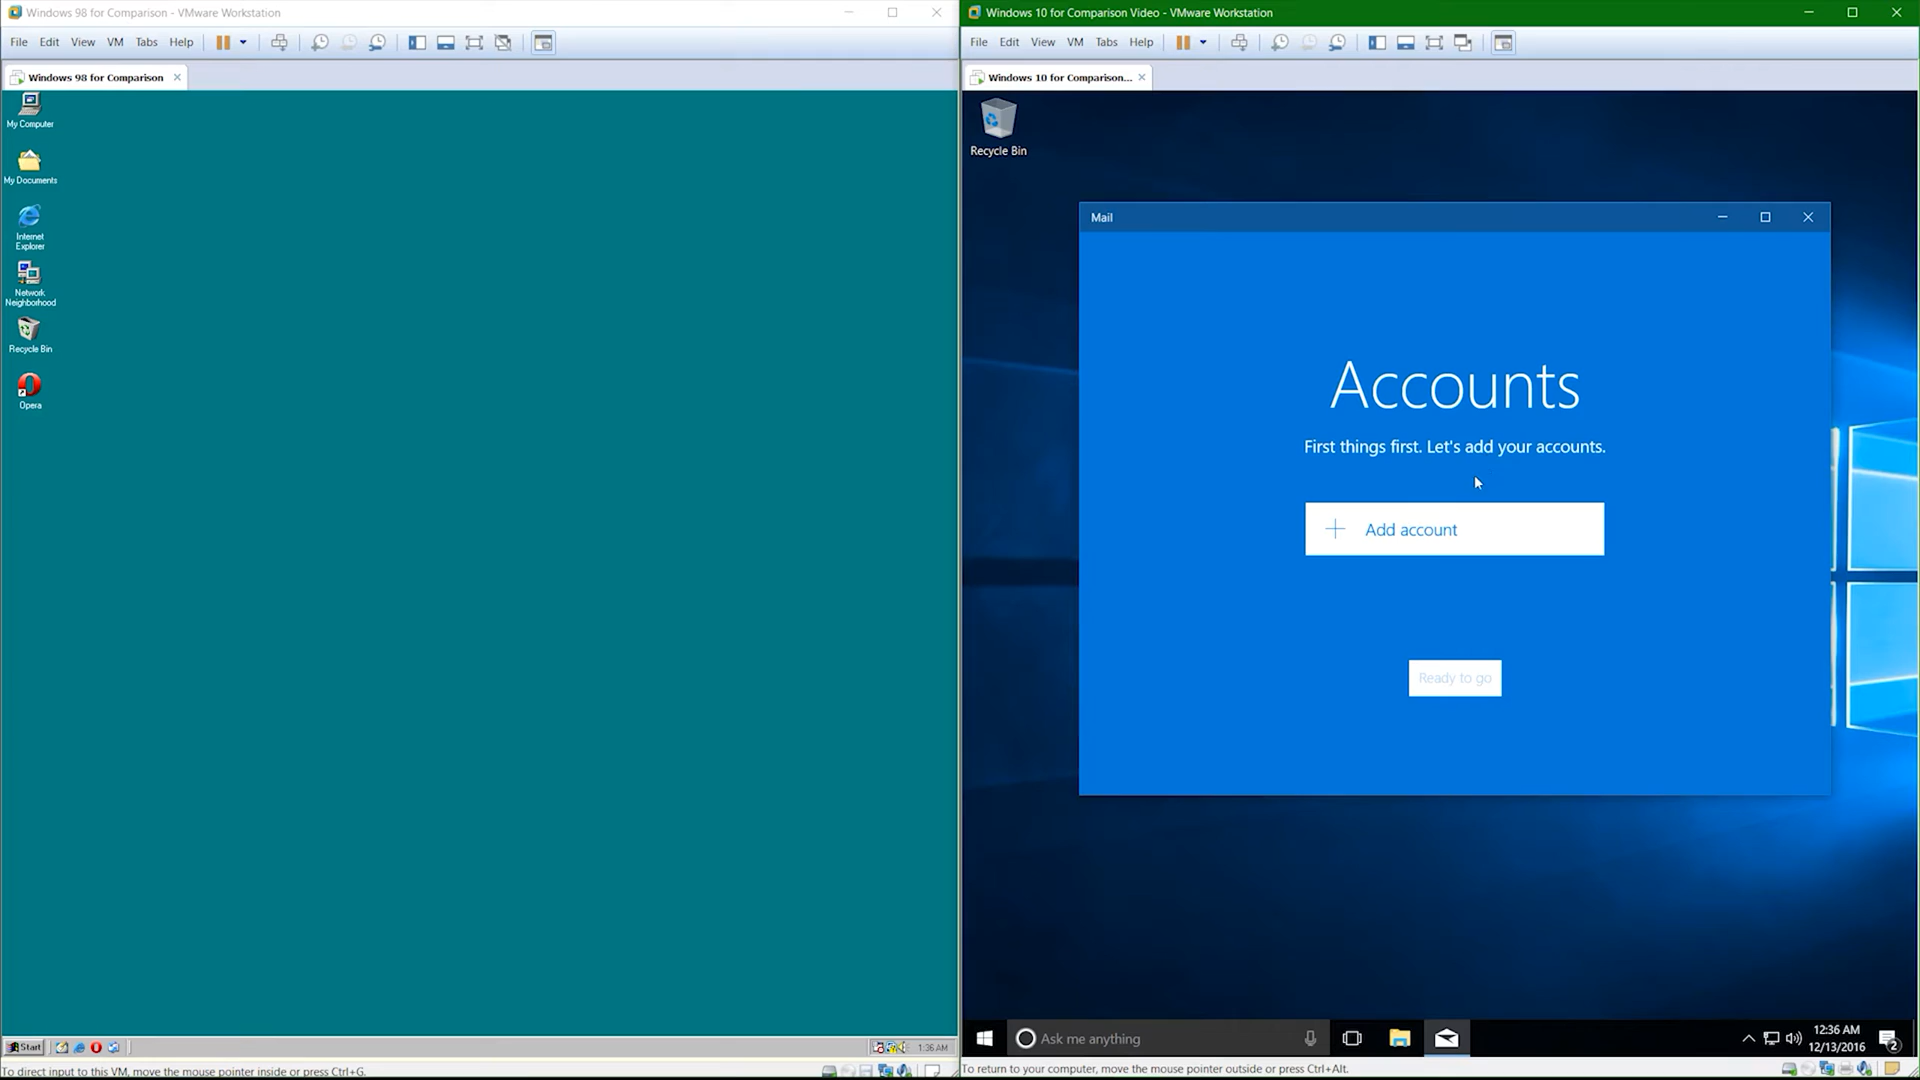 Windows 98 for Comparison - VMware Workstation
File Edit View VM Tabs Help
Windows 98 for Comparison
My Computer
My Documents
Internet
Explorer
Network
Neighborhood
Recycle Bin
Opera
Start
1:36 AM
To direct input to this VM, move the mouse pointer inside or press Ctrl+G.
Windows 10 for Comparison Video - VMware Workstation
File Edit View VM Tabs Help
Windows 10 for Comparison...
Recycle Bin
Mail
Accounts
First things first. Let's add your accounts.
Add account
Ready to go
Ask me anything
12:36 AM
12/13/2016
2
To return to your computer, move the mouse pointer outside or press Ctrl+Alt.